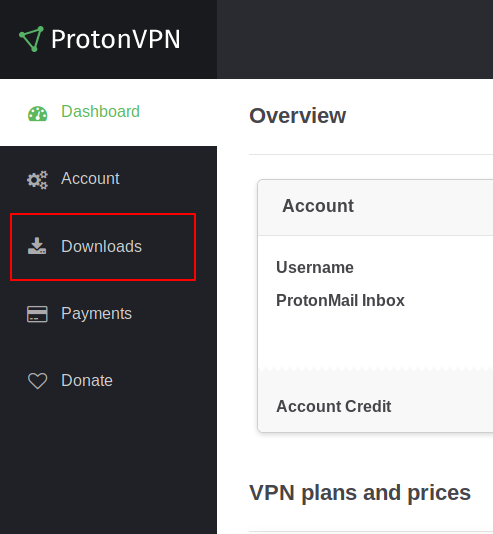 ProtonVPN
Dashboard
Account
Downloads
Payments
Donate
Overview
Account
Username
ProtonMail Inbox
Account Credit
VPN plans and prices